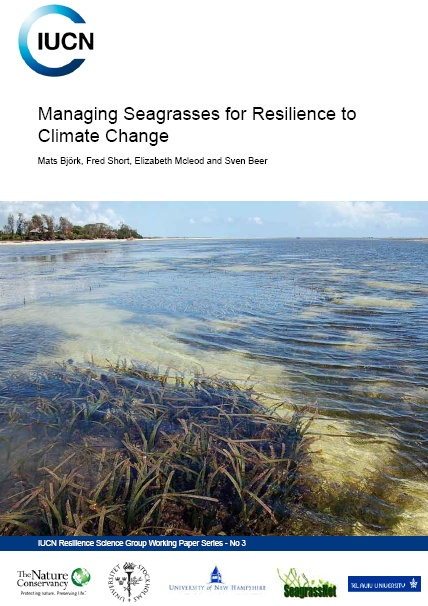 IUCN
Managing Seagrasses for Resilience to
Climate Change
Mats Björk, Fred Short, Elizabeth Mcleod and Sven Beer
IUCN Resilience Science Group Working Paper Series - No 3
The Nature
Conservancy
Protecting nature. Preserving life.
STOCKHOLMS
UNIVERSITET
UNIVERSITY of NEW HAMPSHIRE
SeagrassNet
TEL AVIV UNIVERSITY